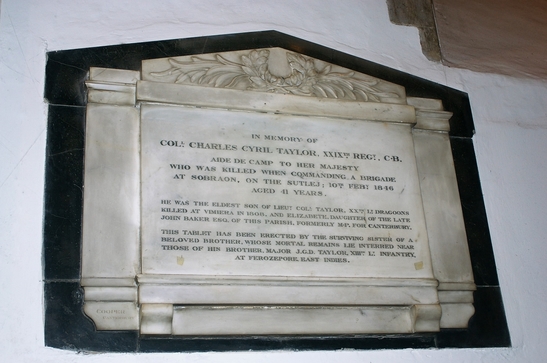 IN MEMORY OF
COLL. CHARLES CYRIL TAYLOR, XXIXTH REGT. C.B.
AIDE DE CAMP TO HER MAJESTY
WHO WAS KILLED WHEN COMMANDING A BRIGADE
AT SOBRAON, ON THE SUTLEJ; 10TH FEBY 1846
AGED 41 YEARS.
HE WAS THE ELDEST SON OF LIEUT. COLL. TAYLOR, XXTH LT DRAGOONS
KILLED AT VIMIERA IN 1808, AND ELIZABETH, DAUGHTER OF THE LATE
JOHN BAKER ESQ. OF THIS PARISH, FORMERLY M.P. FOR CANTERBURY.
THIS TABLET HAS BEEN ERECTED BY THE SURVIVING SISTER OF A
BELOVED BROTHER, WHOSE MORTAL REMAINS LIE INTERRED NEAR
THOSE OF HIS BROTHER, MAJOR J.G.D. TAYLOR, INFANTRY,
AT FEROZEPORE, EAST INDIES.
COOPER